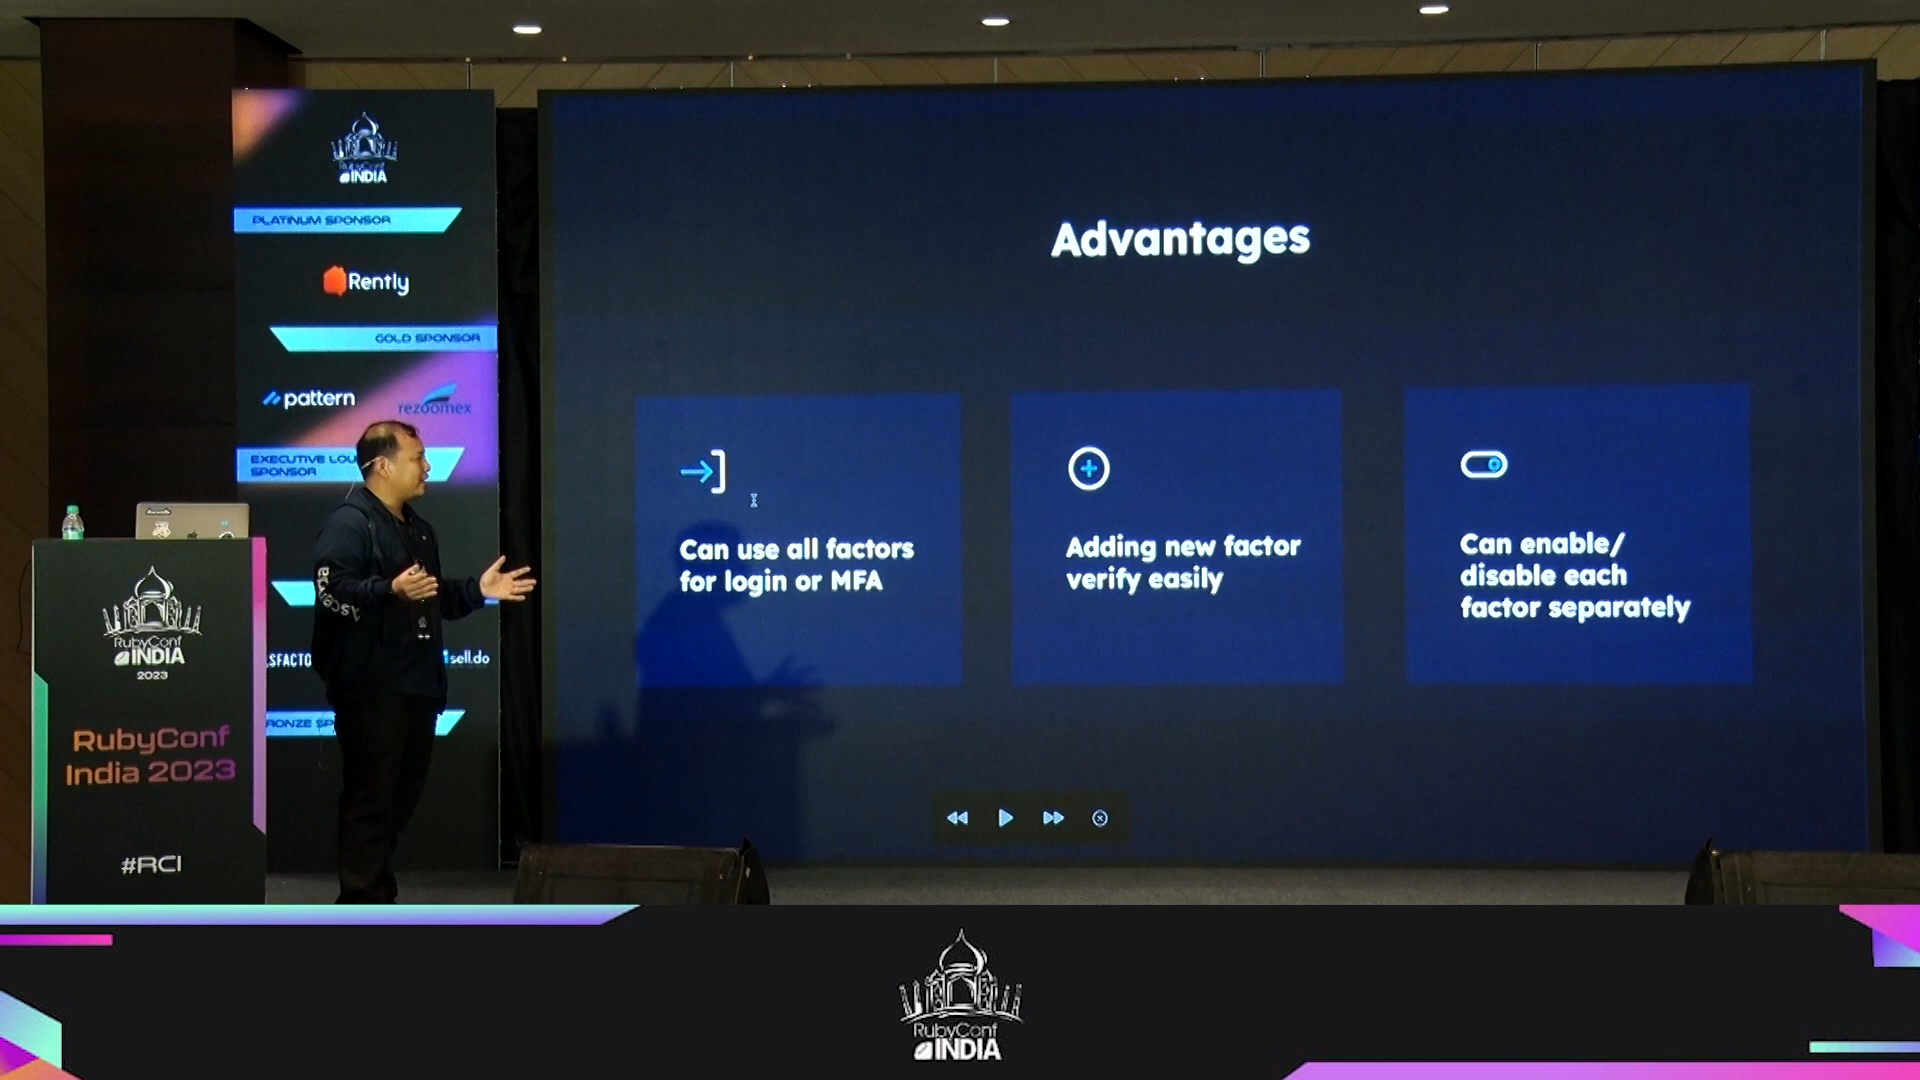 RubyConf
INDIA
PLATINUM SPONSOR
Rently
GOLD SPONSOR
pattern
rezoomex
EXECUTIVE LOU
SPONSOR
sell.do
RubyConf
INDIA
2023
RubyConf
India 2023
#RCI
Advantages
Can use all factors
for login or MFA
Adding new factor
verify easily
Can enable/
disable each
factor separately
RubyConf
INDIA